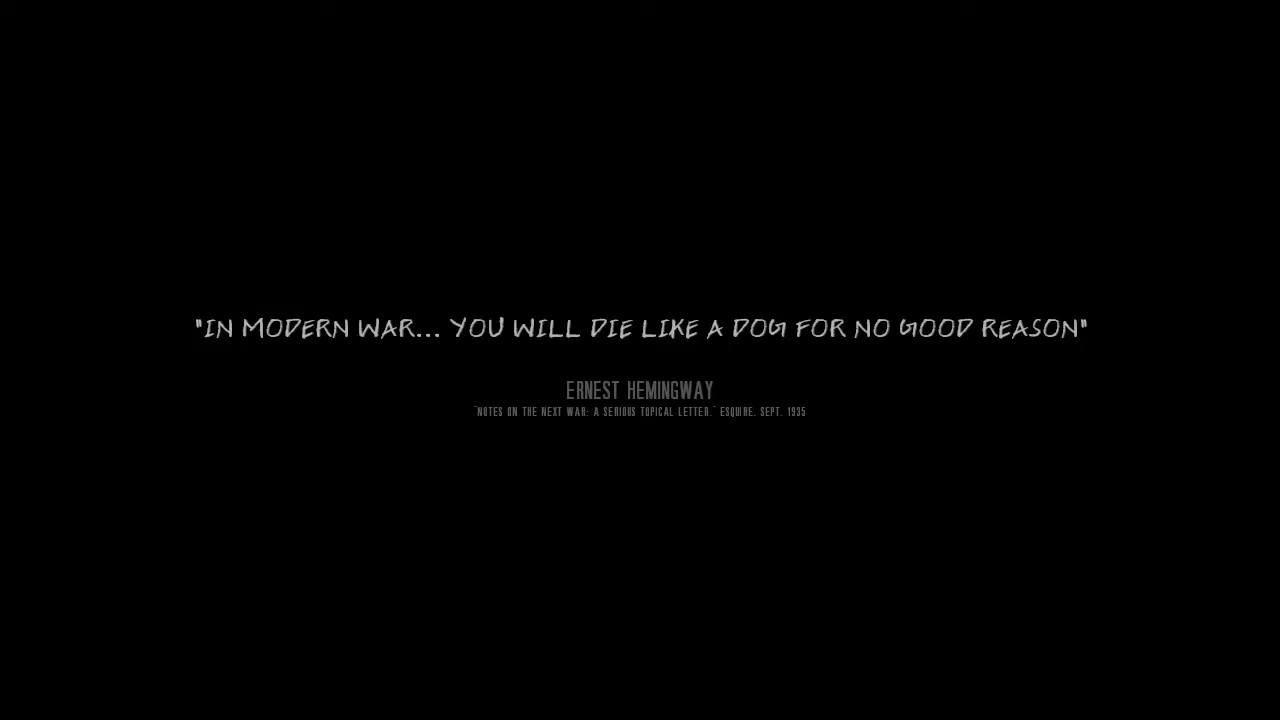 "IN MODERN WAR... YOU WILL DIE LIKE A DOG FOR NO GOOD REASON"
ERNEST HEMINGWAY
"NOTES ON THE NEXT WAR: A SERIOUS TOPICAL LETTER." ESQUIRE. SEPT. 1935